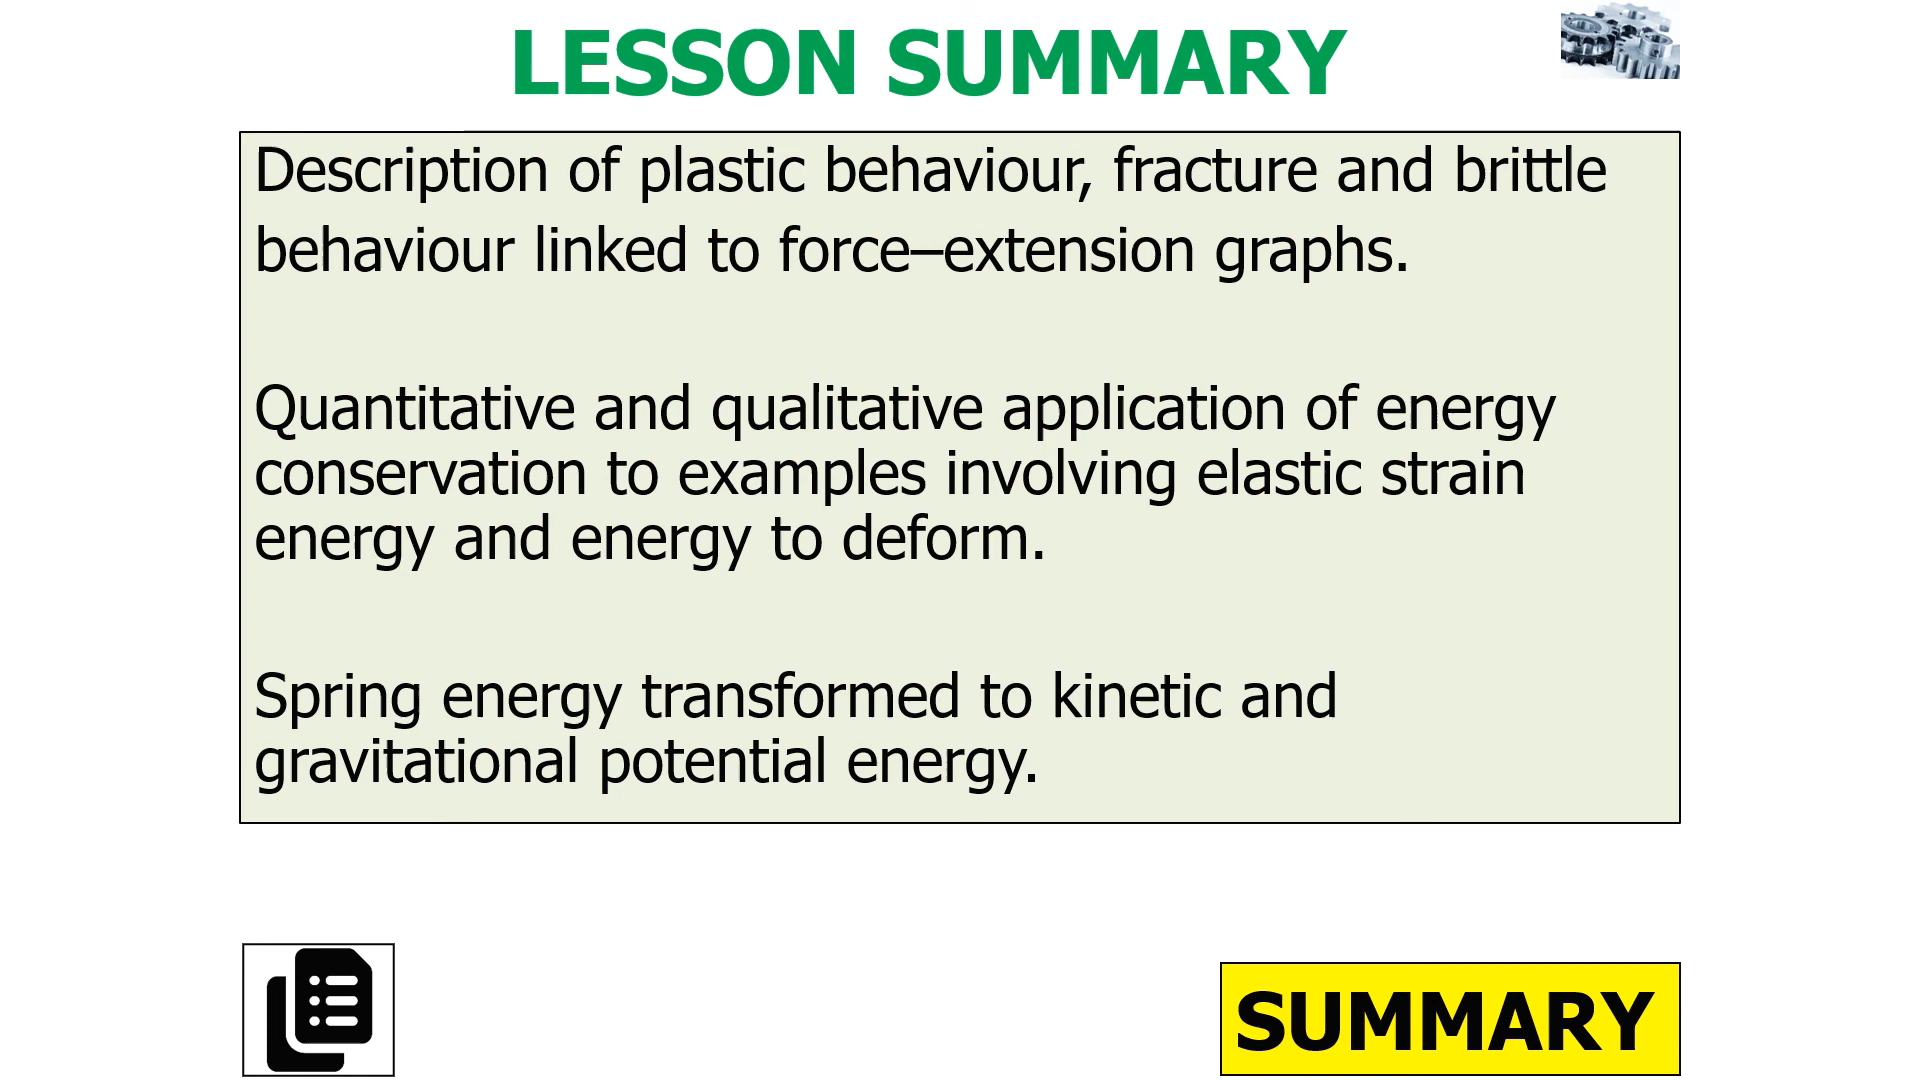 LESSON SUMMARY
Description of plastic behaviour, fracture and brittle
behaviour linked to force–extension graphs.
Quantitative and qualitative application of energy
conservation to examples involving elastic strain
energy and energy to deform.
Spring energy transformed to kinetic and
gravitational potential energy.
SUMMARY